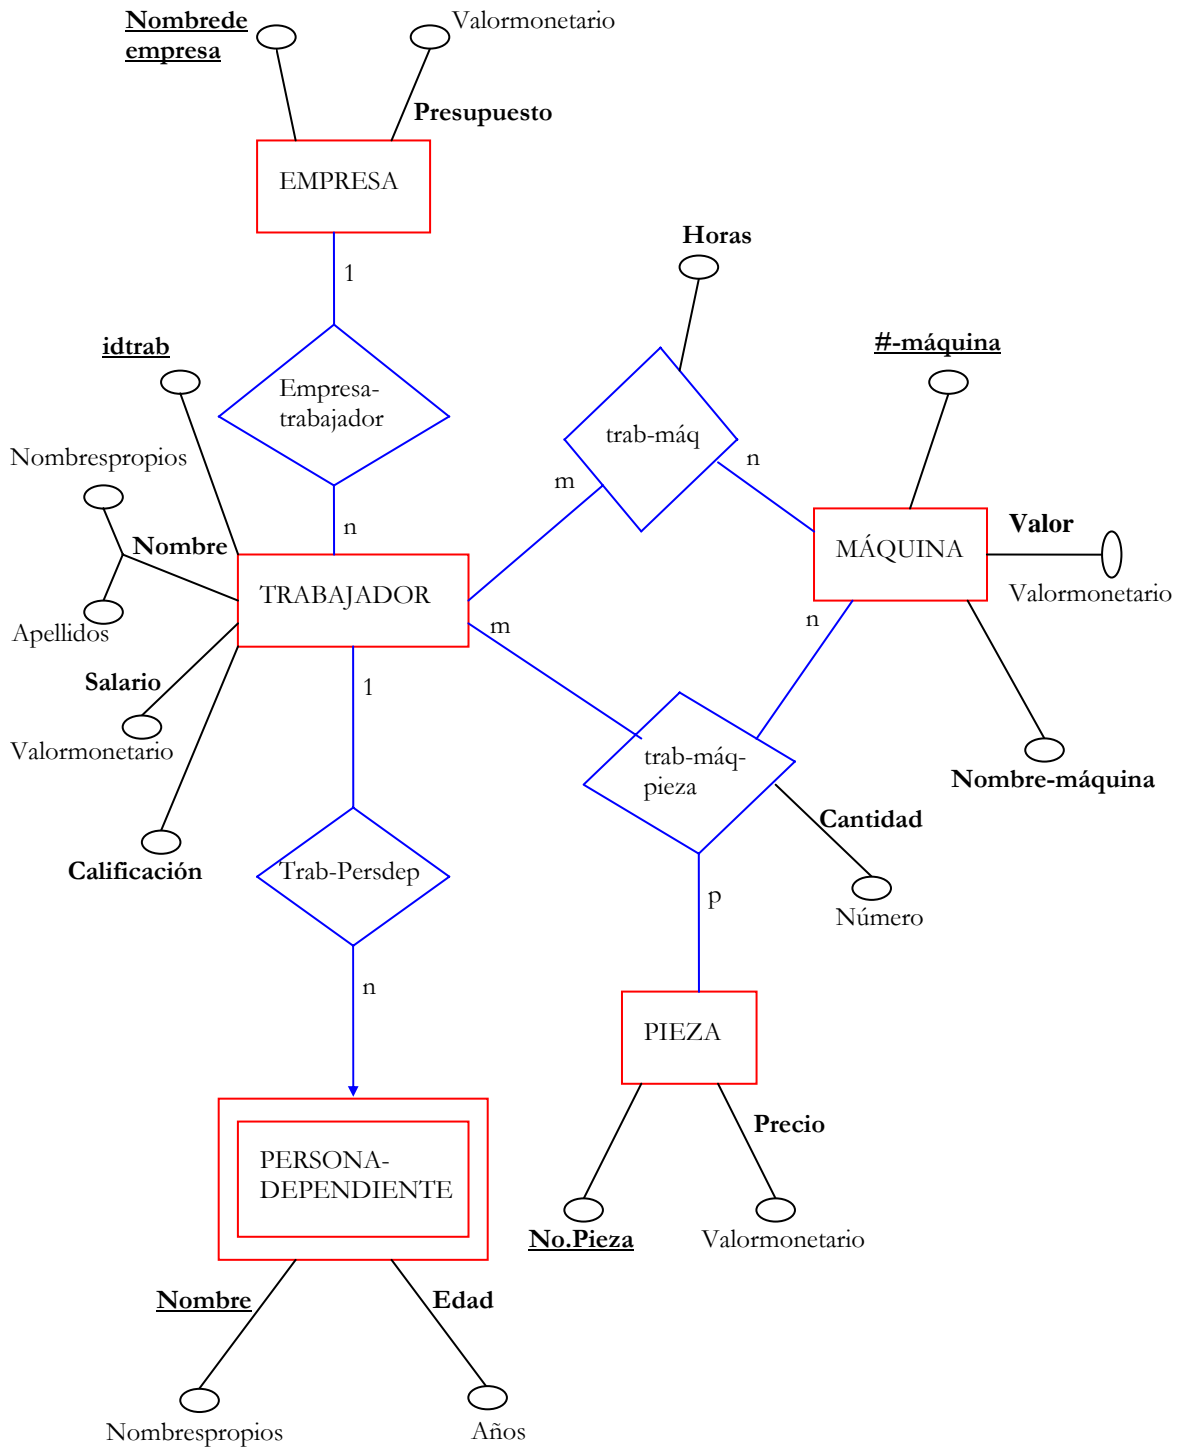 Nombrede
empresa
Valormonetario
Presupuesto
EMPRESA
1
Horas
idtrab
#-máquina
Empresa-
trabajador
trab-máq
Nombrespropios
m
n
n
Nombre
Valor
MÁQUINA
TRABAJADOR
Valormonetario
Apellidos
m
n
Salario
1
Valormonetario
trab-máq-
pieza
Nombre-máquina
Cantidad
Calificación
Trab-Persdep
p
Número
n
PIEZA
Precio
PERSONA-
DEPENDIENTE
No.Pieza
Valormonetario
Nombre
Edad
Nombrespropios
Años